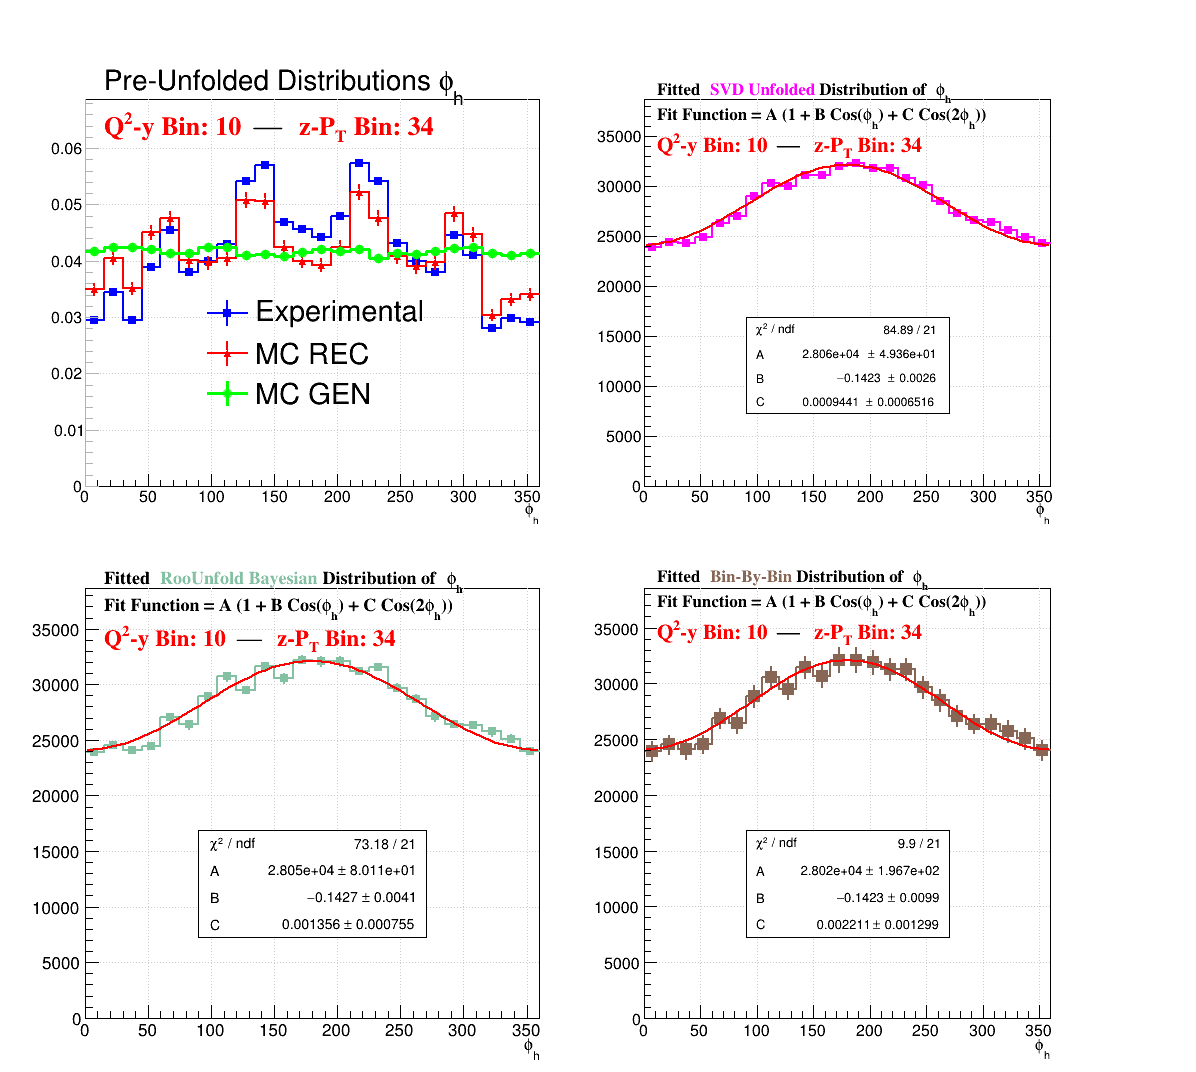 Pre-Unfolded Distributions ϕh
Q2-y Bin: 10 — z-PT Bin: 34
0.06
0.05
0.04
0.03
0.02
0.01
0
Experimental
MC REC
MC GEN
0 50 100 150 200 250 300 350
ϕh
Fitted SVD Unfolded Distribution of ϕh
Fit Function = A (1 + B Cos(ϕh) + C Cos(2ϕh))
Q2-y Bin: 10 — z-PT Bin: 34
35000
30000
25000
20000
15000
10000
5000
0
χ2 / ndf 84.89 / 21
A 2.806e+04 ± 4.936e+01
B −0.1423 ± 0.0026
C 0.0009441 ± 0.0006516
0 50 100 150 200 250 300 350
ϕh
Fitted RooUnfold Bayesian Distribution of ϕh
Fit Function = A (1 + B Cos(ϕh) + C Cos(2ϕh))
Q2-y Bin: 10 — z-PT Bin: 34
35000
30000
25000
20000
15000
10000
5000
0
χ2 / ndf 73.18 / 21
A 2.805e+04 ± 8.011e+01
B −0.1427 ± 0.0041
C 0.001356 ± 0.000755
0 50 100 150 200 250 300 350
ϕh
Fitted Bin-By-Bin Distribution of ϕh
Fit Function = A (1 + B Cos(ϕh) + C Cos(2ϕh))
Q2-y Bin: 10 — z-PT Bin: 34
35000
30000
25000
20000
15000
10000
5000
0
χ2 / ndf 9.9 / 21
A 2.802e+04 ± 1.967e+02
B −0.1423 ± 0.0099
C 0.002211 ± 0.001299
0 50 100 150 200 250 300 350
ϕh